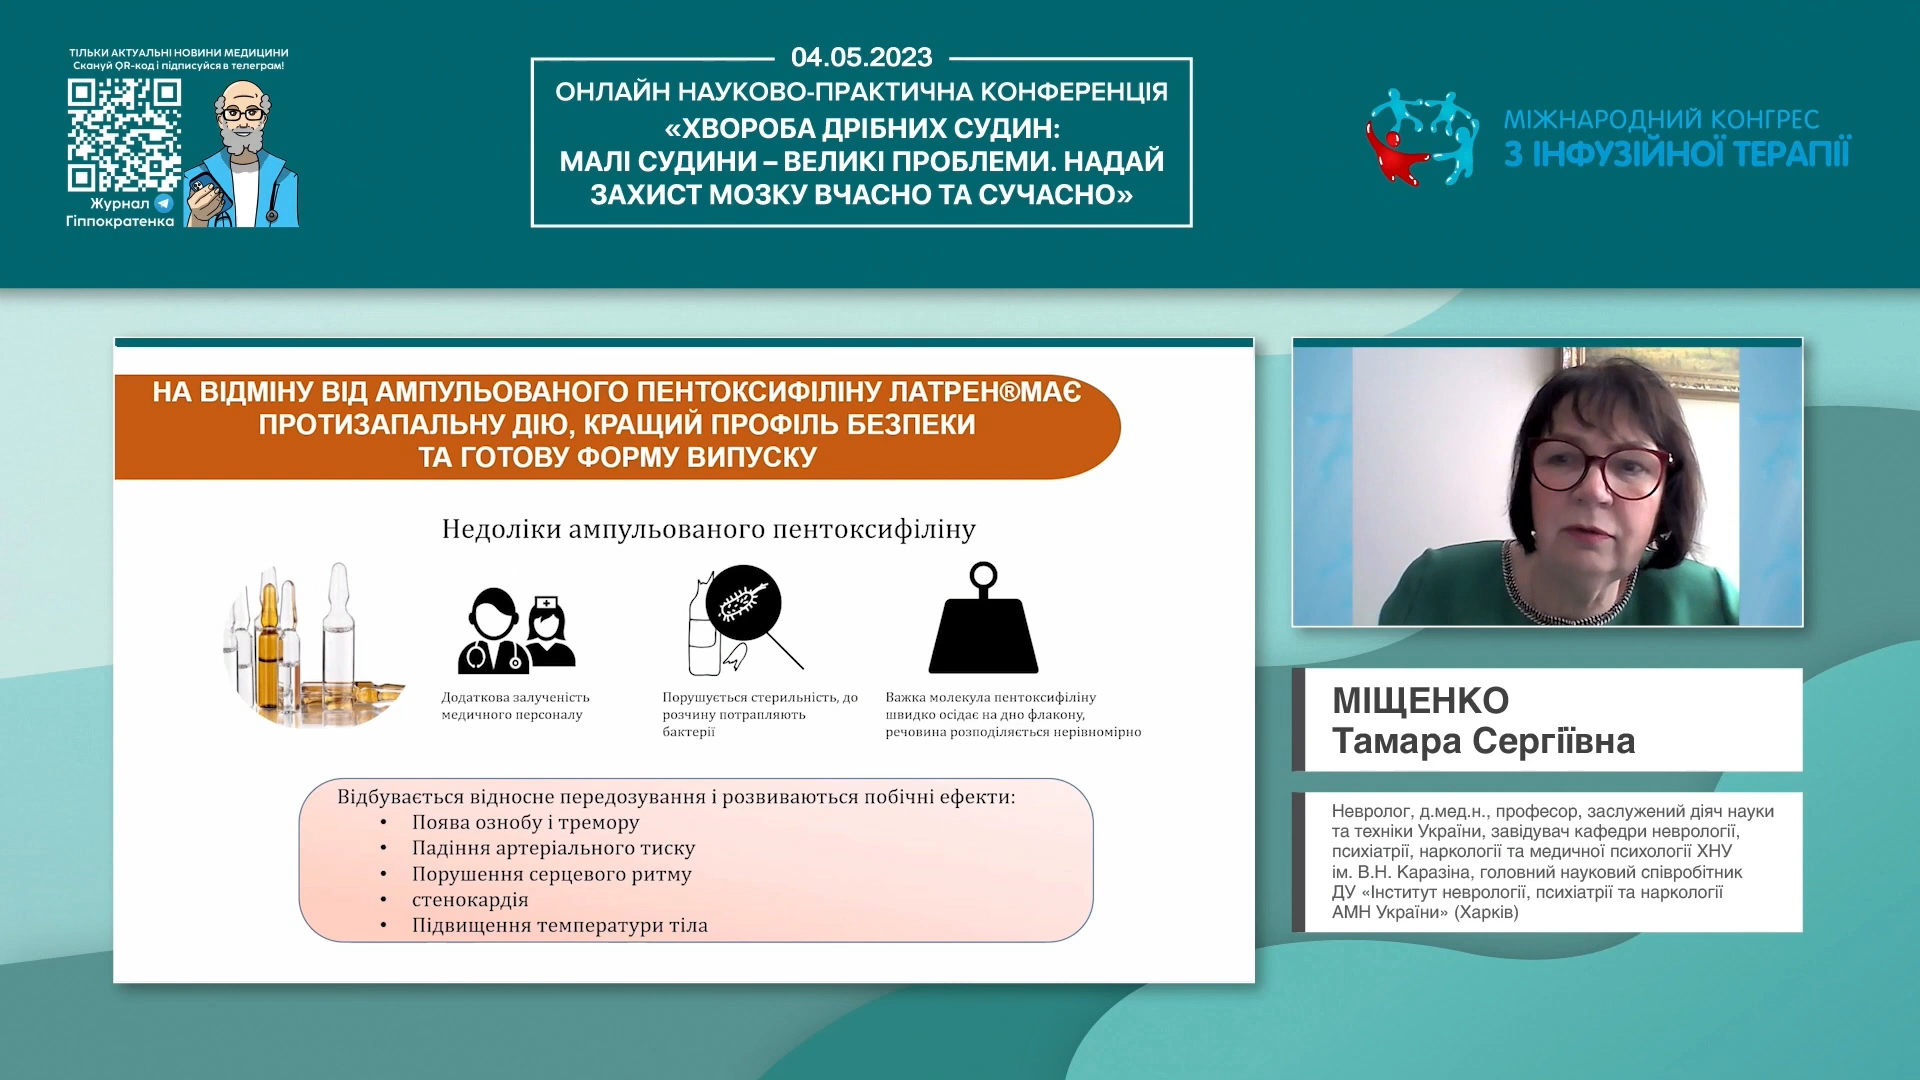 ТІЛЬКИ АКТУАЛЬНІ НОВИНИ МЕДИЦИНИ
Скануй QR-код і підписуйся в телеграм!
Журнал
Гіппократенка
04.05.2023
ОНЛАЙН НАУКОВО-ПРАКТИЧНА КОНФЕРЕНЦІЯ
«ХВОРОБА ДРІБНИХ СУДИН:
МАЛІ СУДИНИ – ВЕЛИКІ ПРОБЛЕМИ. НАДАЙ
ЗАХИСТ МОЗКУ ВЧАСНО ТА СУЧАСНО»
МІЖНАРОДНИЙ КОНГРЕС
З ІНФУЗІЙНОЇ ТЕРАПІЇ
НА ВІДМІНУ ВІД АМПУЛЬОВАНОГО ПЕНТОКСИФІЛІНУ ЛАТРЕН®МАЄ
ПРОТИЗАПАЛЬНУ ДІЮ, КРАЩИЙ ПРОФІЛЬ БЕЗПЕКИ
ТА ГОТОВУ ФОРМУ ВИПУСКУ
Недоліки ампульованого пентоксифіліну
Додаткова залученість
медичного персоналу
Порушується стерильність, до
розчину потрапляють
бактерії
Важка молекула пентоксифіліну
швидко осідає на дно флакону,
речовина розподіляється нерівномірно
Відбувається відносне передозування і розвиваються побічні ефекти:
• Поява ознобу і тремору
• Падіння артеріального тиску
• Порушення серцевого ритму
• стенокардія
• Підвищення температури тіла
МІЩЕНКО
Тамара Сергіївна
Невролог, д.мед.н., професор, заслужений діяч науки
та техніки України, завідувач кафедри неврології,
психіатрії, наркології та медичної психології ХНУ
ім. В.Н. Каразіна, головний науковий співробітник
ДУ «Інститут неврології, психіатрії та наркології
АМН України» (Харків)